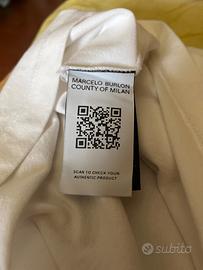 MARCELO BURLON
COUNTY OF MILAN
SCAN TO CHECK YOUR
AUTHENTIC PRODUCT
subito